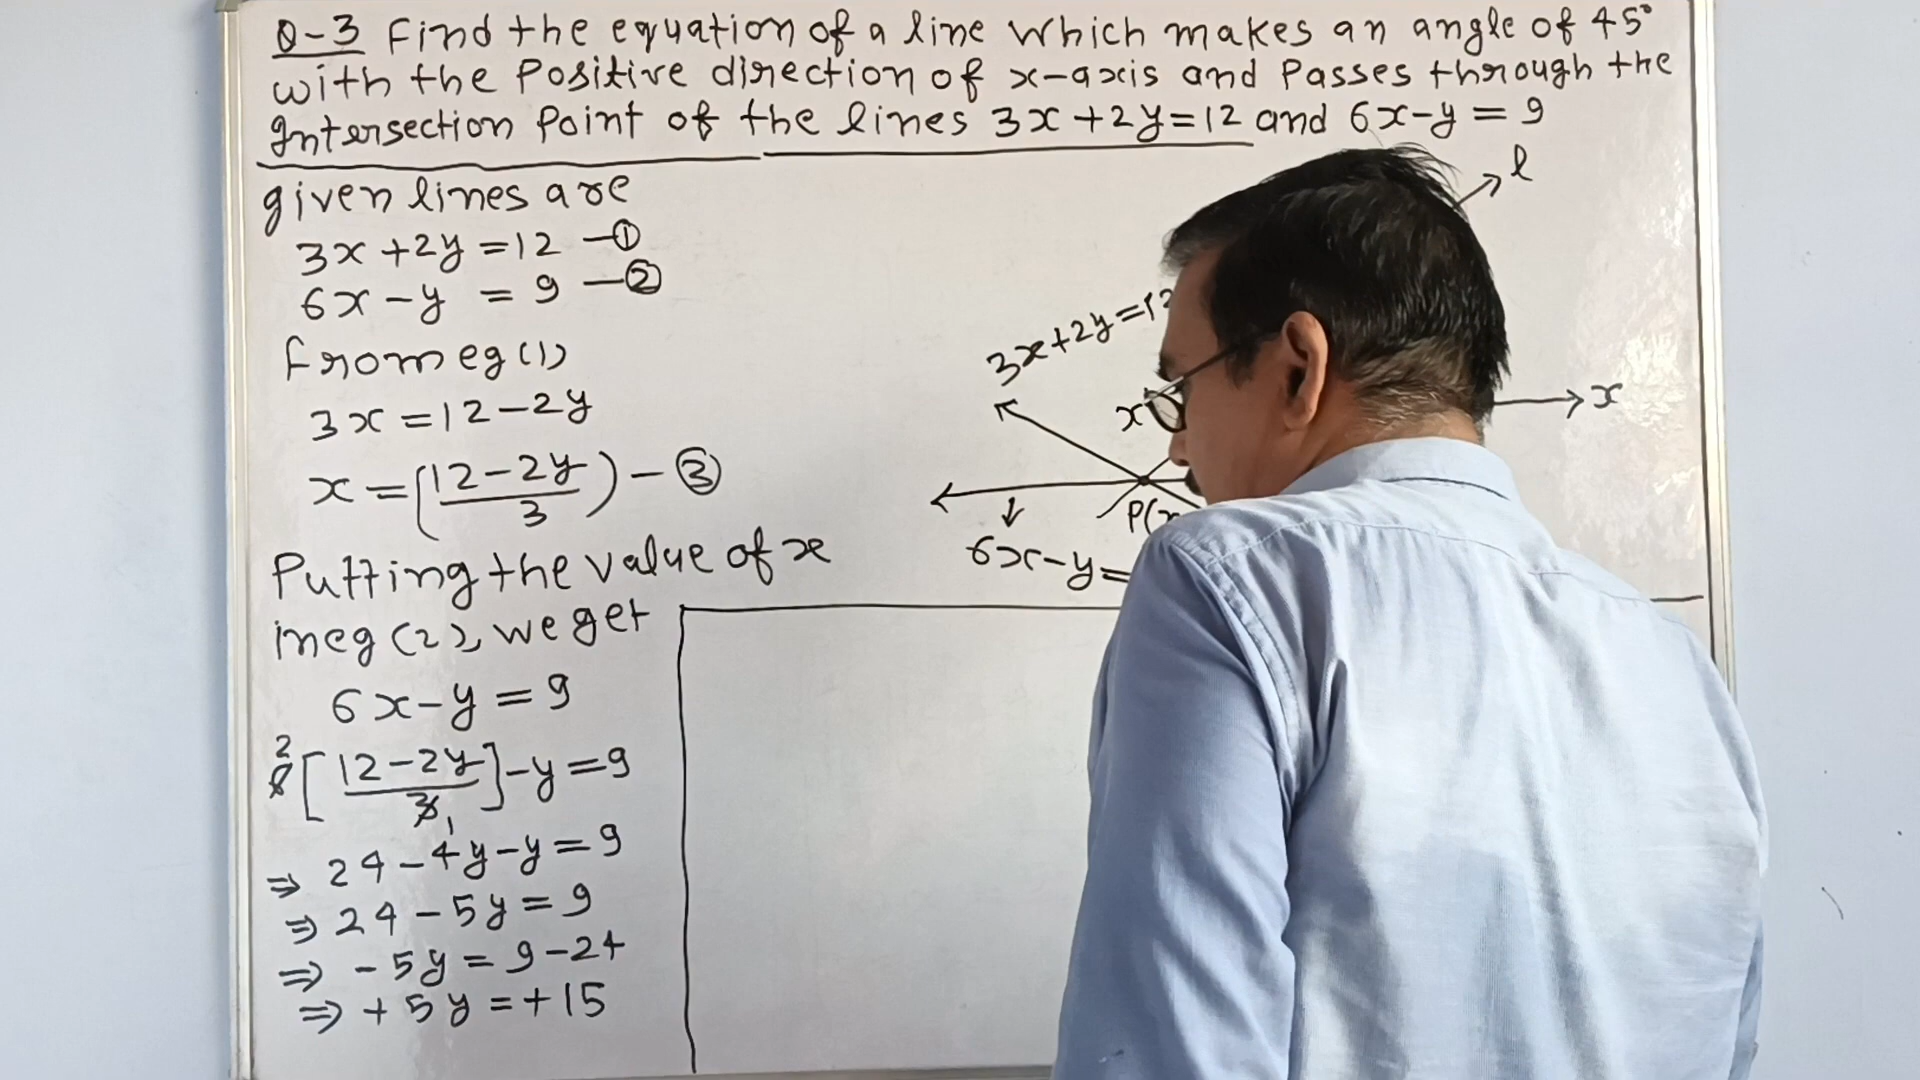 Q-3 Find the equation of a line which makes an angle of 45°
with the Positive direction of x-axis and Passes through the
Intersection Point of the lines 3x+2y=12 and 6x-y=9
given lines are
3x+2y=12 -①
6x-y=9 -②
from eq(1)
3x=12-2y
x=(12-2y/3)-③
Putting the value of x
in eq (2), we get
6x-y=9
2
6[12-2y/3]-y=9
1
⇒ 24-4y-y=9
⇒ 24-5y=9
⇒ -5y=9-24
⇒ +5y=+15
l
3x+2y=12
x
x
P(x
6x-y=